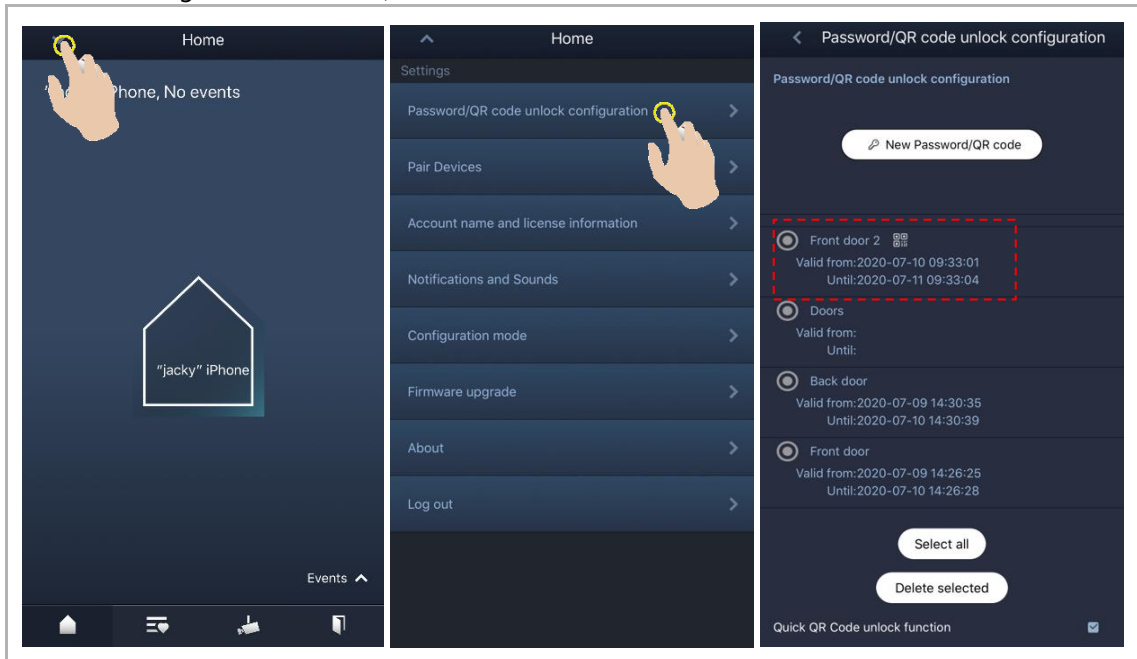 Home
Phone, No events
"jacky" iPhone
Events
Home
Settings
Password/QR code unlock configuration
Pair Devices
Account name and license information
Notifications and Sounds
Configuration mode
Firmware upgrade
About
Log out
Password/QR code unlock configuration
Password/QR code unlock configuration
New Password/QR code
Front door 2
Valid from:2020-07-10 09:33:01
Until:2020-07-11 09:33:04
Doors
Valid from:
Until:
Back door
Valid from:2020-07-09 14:30:35
Until:2020-07-10 14:30:39
Front door
Valid from:2020-07-09 14:26:25
Until:2020-07-10 14:26:28
Select all
Delete selected
Quick QR Code unlock function